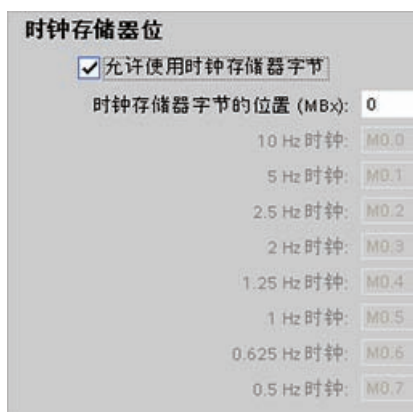 时钟存储器位
允许使用时钟存储器字节
时钟存储器字节的位置 (MBx): 0
10 Hz 时钟: M0.0
5 Hz 时钟: M0.1
2.5 Hz 时钟: M0.2
2 Hz 时钟: M0.3
1.25 Hz 时钟: M0.4
1 Hz 时钟: M0.5
0.625 Hz 时钟: M0.6
0.5 Hz 时钟: M0.7